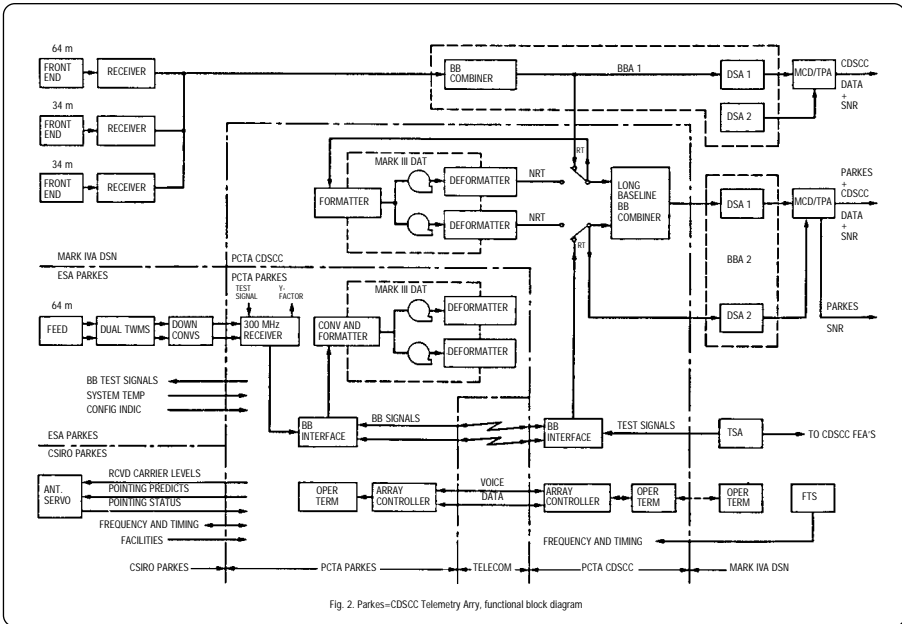 64 m
FRONT END
RECEIVER
BB COMBINER
BBA 1
DSA 1
MCD/TPA
CDSCC
DATA
+
SNR
DSA 2
34 m
FRONT END
RECEIVER
34 m
FRONT END
RECEIVER
MARK III DAT
FORMATTER
DEFORMATTER
NRT
DEFORMATTER
NRT
RT
RT
LONG BASELINE BB COMBINER
DSA 1
MCD/TPA
PARKES
+
CDSCC
DATA
+
SNR
BBA 2
DSA 2
PARKES
SNR
MARK IVA DSN
PCTA CDSCC
ESA PARKES
PCTA PARKES
TEST SIGNAL
Y-FACTOR
64 m
FEED
DUAL TWMS
DOWN CONVS
300 MHz RECEIVER
MARK III DAT
CONV AND FORMATTER
DEFORMATTER
DEFORMATTER
BB TEST SIGNALS
SYSTEM TEMP
CONFIG INDIC
BB INTERFACE
BB SIGNALS
BB INTERFACE
TEST SIGNALS
TSA
TO CDSCC FEA'S
ESA PARKES
CSIRO PARKES
ANT. SERVO
RCVD CARRIER LEVELS
POINTING PREDICTS
POINTING STATUS
FREQUENCY AND TIMING
FACILITIES
OPER TERM
ARRAY CONTROLLER
VOICE
DATA
ARRAY CONTROLLER
OPER TERM
OPER TERM
FTS
FREQUENCY AND TIMING
CSIRO PARKES
PCTA PARKES
TELECOM
PCTA CDSCC
MARK IVA DSN
Fig. 2. Parkes=CDSCC Telemetry Arry, functional block diagram